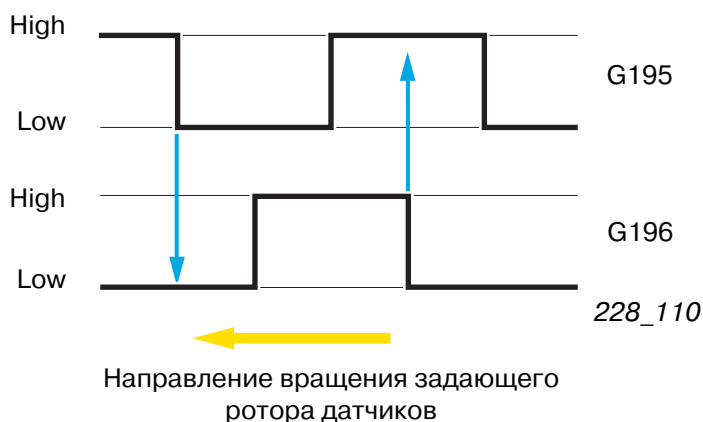 High
G195
Low
High
G196
Low
228_110
Направление вращения задающего
ротора датчиков